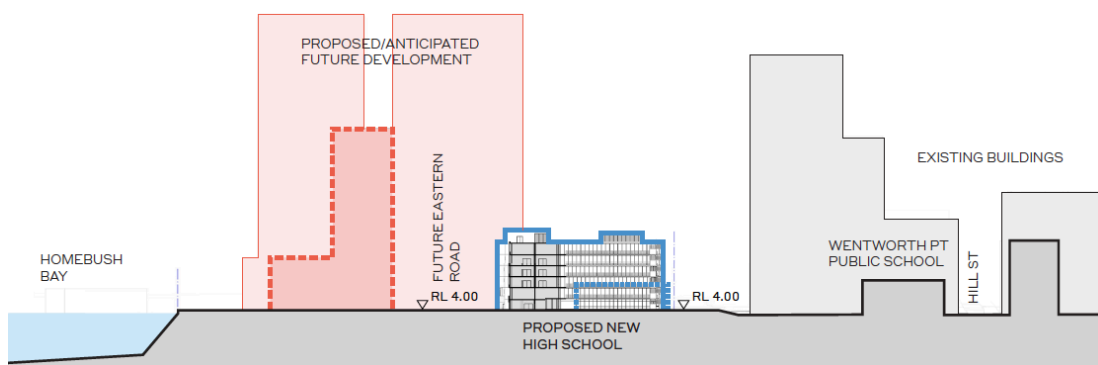 PROPOSED/ANTICIPATED
FUTURE DEVELOPMENT
EXISTING BUILDINGS
HOMEBUSH
BAY
FUTURE EASTERN
ROAD
WENTWORTH PT
PUBLIC SCHOOL
HILL ST
RL 4.00
RL 4.00
PROPOSED NEW
HIGH SCHOOL